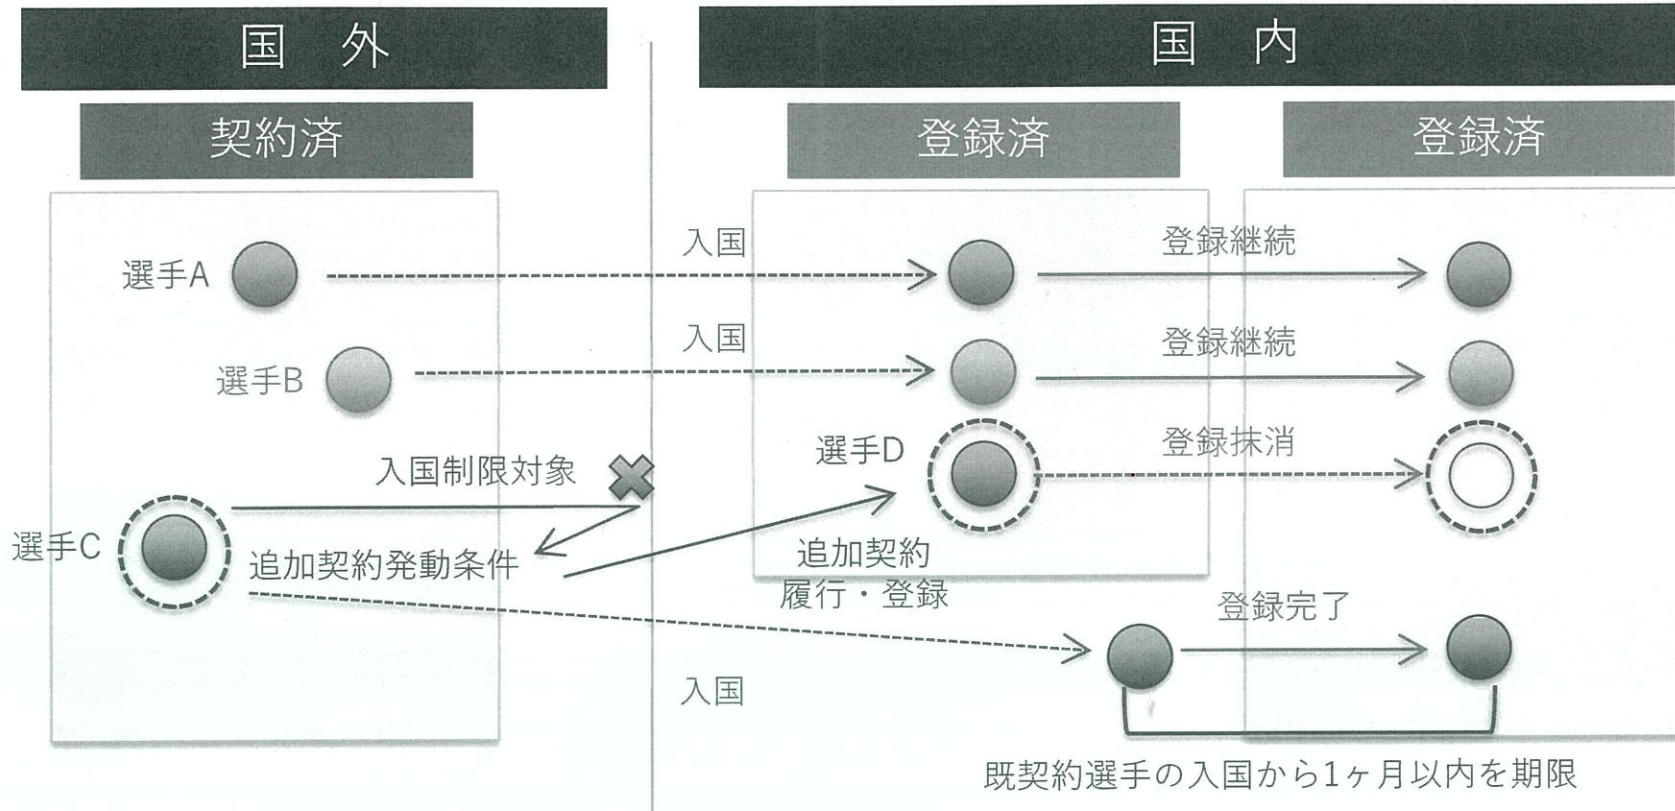 国 外
国 内
契約済
登録済
登録済
選手A
入国
登録継続
選手B
入国
登録継続
入国制限対象
選手D
登録抹消
選手C
追加契約発動条件
追加契約
履行・登録
登録完了
入国
既契約選手の入国から1ヶ月以内を期限